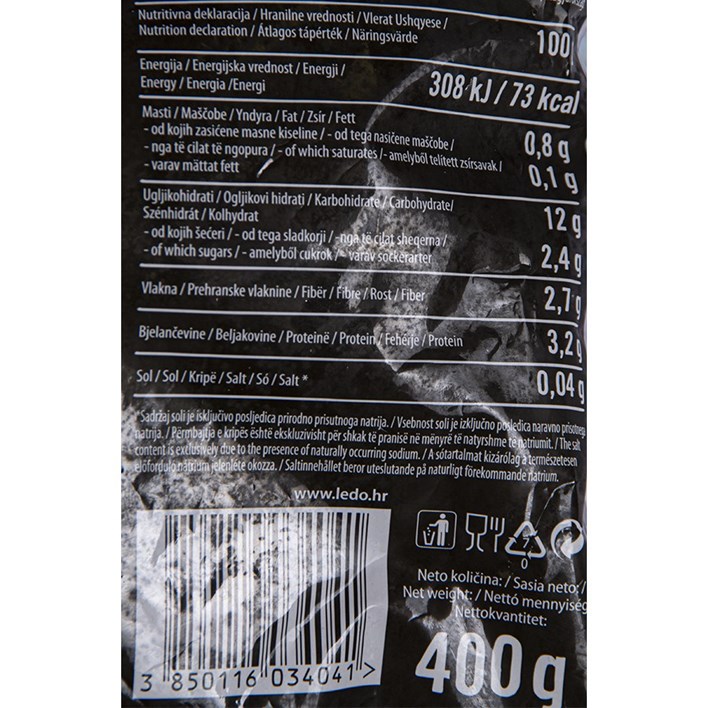 Nutritivna deklaracija / Hranilne vrednosti / Vlerat Ushqyese /
Nutrition declaration / Átlagos tápérték / Näringsvärde
100
Energija / Energijska vrednost / Energji /
Energy / Energia /Energi
308 kJ / 73 kcal
Masti / Maščobe / Yndyra / Fat / Zsír / Fett
0,8 g
- od kojih zasićene masne kiseline / - od tega nasičene maščobe /
- nga të cilat të ngopura / - of which saturates / - amelyből telített zsírsavak /
- varav mättat fett
0,1 g
Ugljikohidrati / Ogljikovi hidrati / Karbohidrate / Carbohydrate/
Szénhidrát / Kolhydrat
12 g
- od kojih šećeri / - od tega sladkorji / - nga të cilat sheqerna /
- of which sugars / - amelyből cukrok / - varav sockerarter
2,4 g
Vlakna / Prehranske vlaknine / Fibër / Fibre / Rost / Fiber
2,7 g
Bjelančevine / Beljakovine / Proteinë / Protein / Fehérje / Protein
3,2 g
Sol / Sol / Kripë / Salt / Só / Salt *
0,04 g
*Sadržaj soli je isključivo posljedica prirodno prisutnoga natrija. / Vsebnost soli je izključno posledica naravno prisotnega
natrija. / Përmbajtja e kripës është ekskluzivisht për shkak të pranisë në mënyrë të natyrshme të natriumit. / The salt
content is exclusively due to the presence of naturally occurring sodium. / A sótartalmat kizárólag a természetesen
előforduló nátrium jelenléte okozza. / Saltinnehållet beror uteslutande på naturligt förekommande natrium.
www.ledo.hr
7
0
Neto količina: / Sasia neto: /
Net weight: / Nettó mennyiség
Nettokvantitet:
400 g
3 850116 034041 >